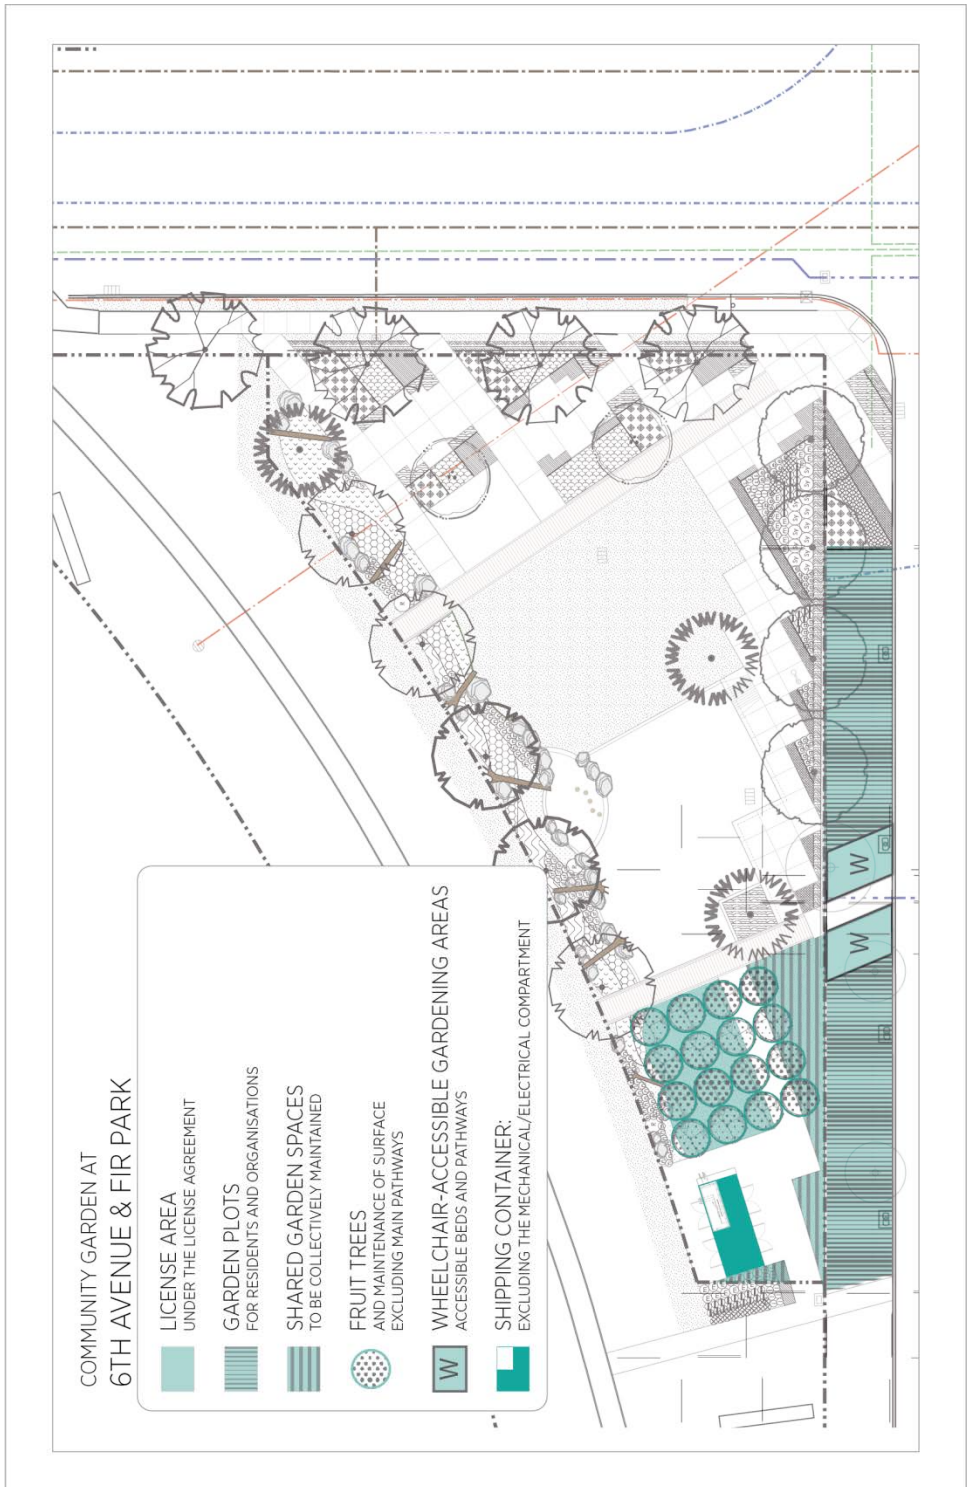 COMMUNITY GARDEN AT
6TH AVENUE & FIR PARK
LICENSE AREA
UNDER THE LICENSE AGREEMENT
GARDEN PLOTS
FOR RESIDENTS AND ORGANISATIONS
SHARED GARDEN SPACES
TO BE COLLECTIVELY MAINTAINED
FRUIT TREES
AND MAINTENANCE OF SURFACE
EXCLUDING MAIN PATHWAYS
W
WHEELCHAIR-ACCESSIBLE GARDENING AREAS
ACCESSIBLE BEDS AND PATHWAYS
SHIPPING CONTAINER:
EXCLUDING THE MECHANICAL/ELECTRICAL COMPARTMENT
W
W